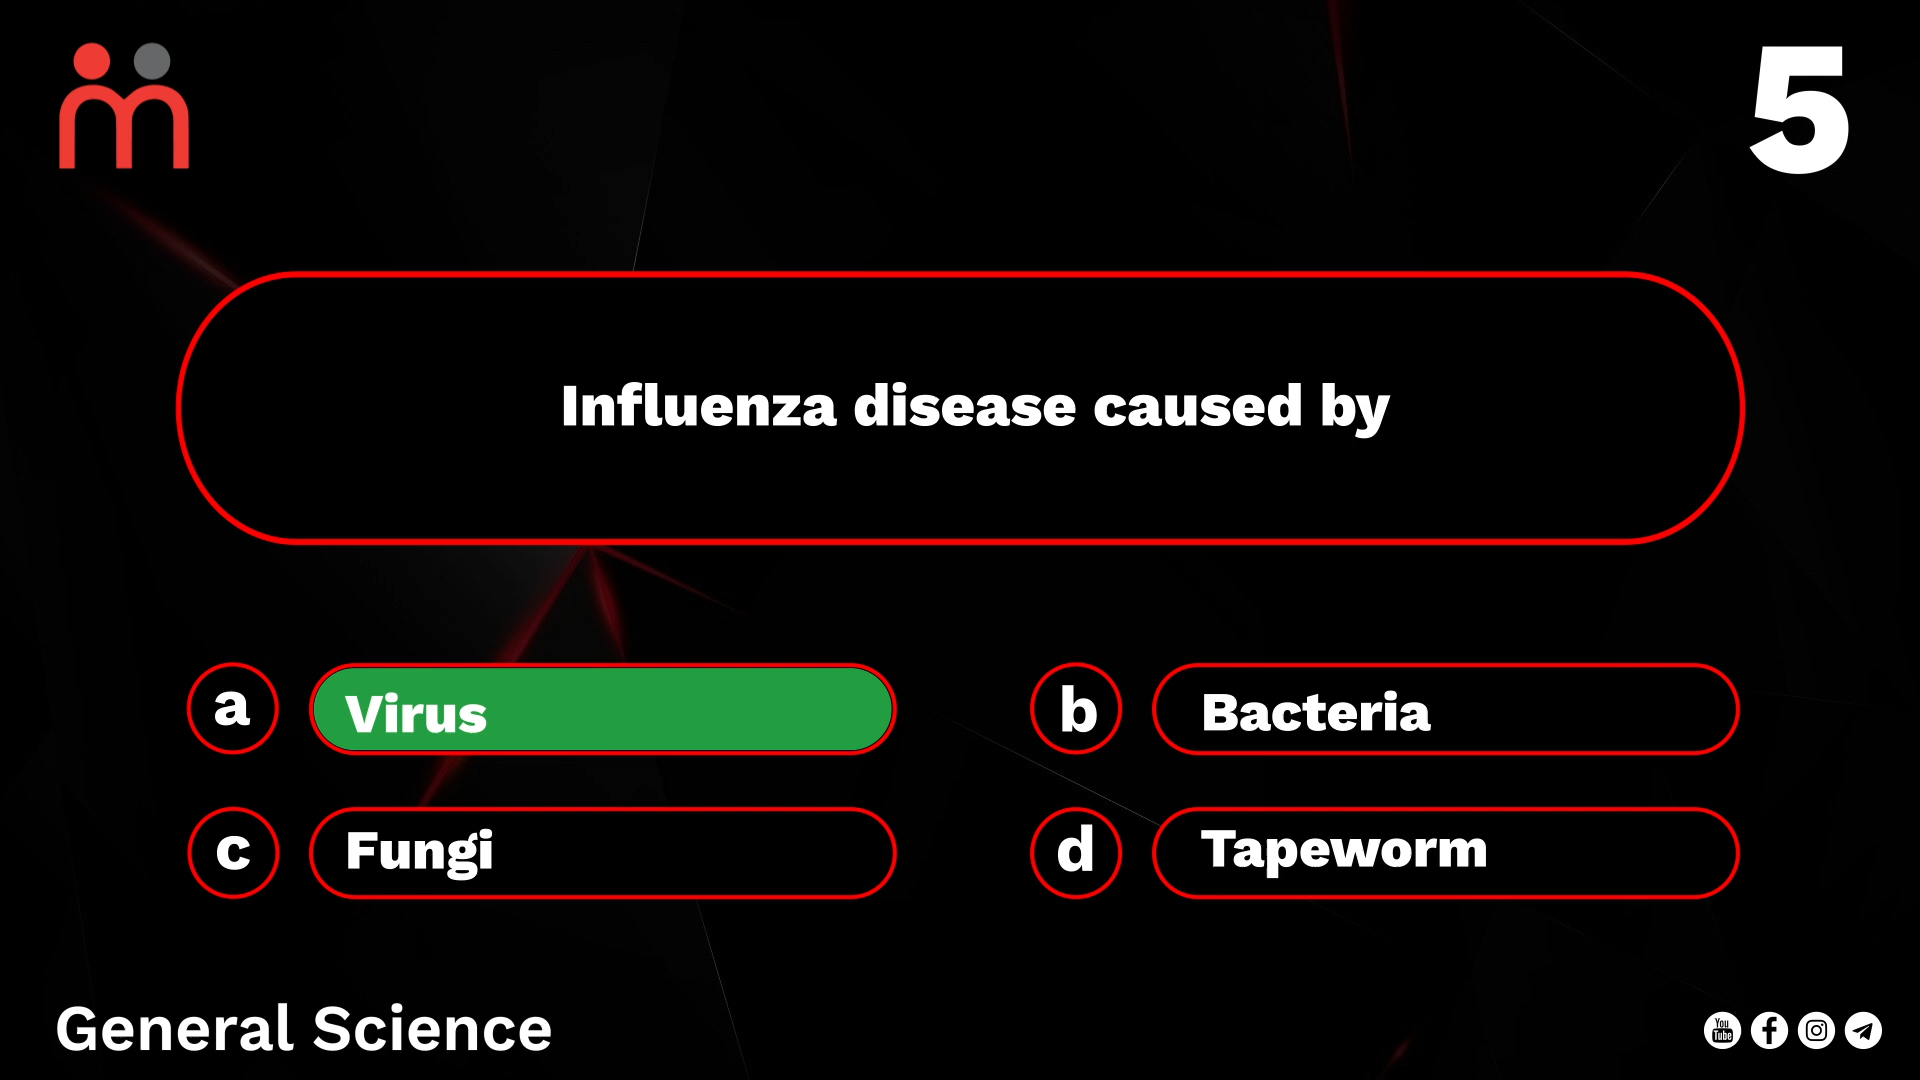 5
Influenza disease caused by
a Virus
b Bacteria
c Fungi
d Tapeworm
General Science
You
Tube